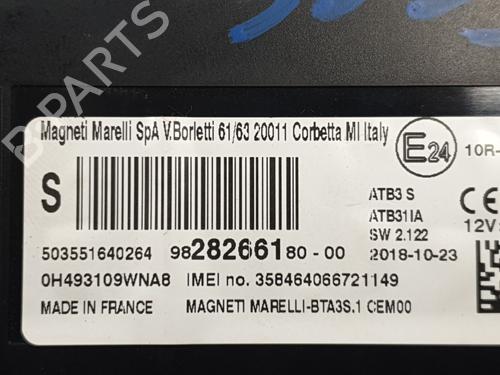 Magneti Marelli SpA V.Borletti 61/63 20011 Corbetta MI Italy
E24
10R-
S
ATB3 S
CE
ATB31IA
12V
SW 2.122
503551640264
9828266180-00
2018-10-23
0H493109WNA8
IMEI no. 358464066721149
MADE IN FRANCE
MAGNETI MARELLI-BTA3S.1 CEM00
B-PARTS